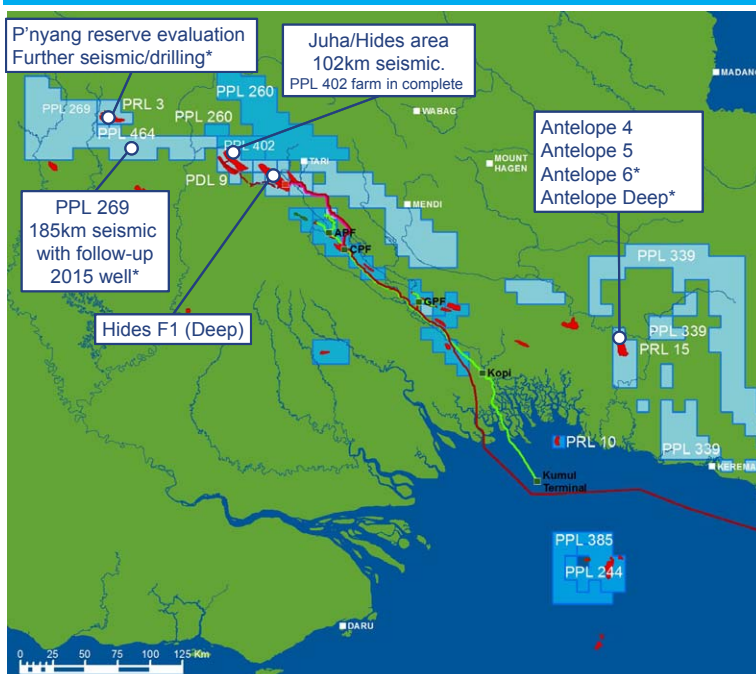 P'nyang reserve evaluation
Further seismic/drilling*
Juha/Hides area
102km seismic.
PPL 402 farm in complete
MADANG
PPL 269
PRL 3
PPL 260
WABAG
PPL 464
PPL 260
PPL 402
TARI
MOUNT
HAGEN
Antelope 4
Antelope 5
Antelope 6*
Antelope Deep*
PDL 9
MENDI
PPL 269
185km seismic
with follow-up
2015 well*
APF
CPF
PPL 339
Hides F1 (Deep)
GPF
PPL 339
PRL 15
Kopi
PRL 10
PPL 339
KEREMA
Kumul
Terminal
PPL 385
PPL 244
DARU
0 25 50 75 100 125 Km